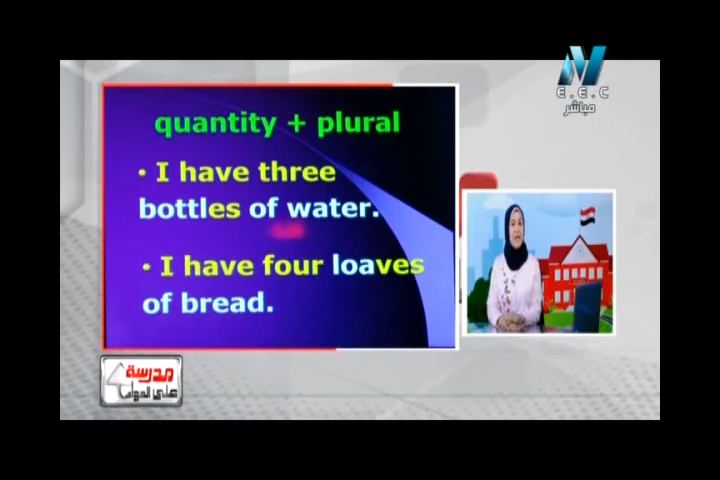 E.E.C
مباشر
quantity + plural
• I have three
bottles of water.
• I have four loaves
of bread.
مدرسة
على الهواء